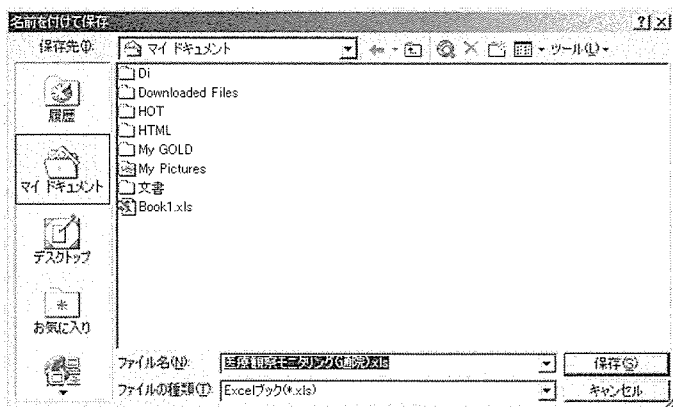 名前を付けて保存
保存先(I):
マイ ドキュメント
ツール(L)
履歴
マイ ドキュメント
デスクトップ
お気に入り
Di
Downloaded Files
HOT
HTML
My GOLD
My Pictures
文書
Book1.xls
ファイル名(N):
保存(S)
ファイルの種類(T):
Excelブック(*.xls)
キャンセル